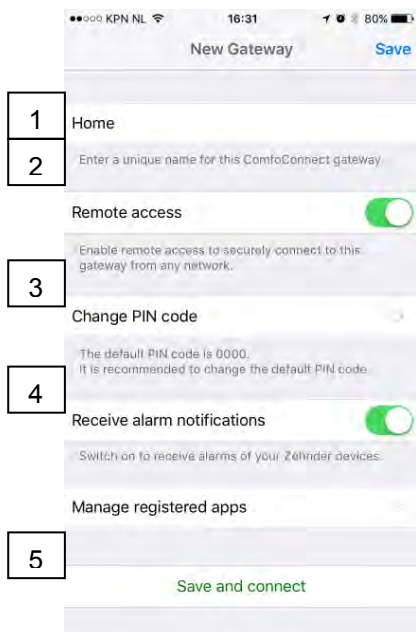 KPN NL 16:31 80%
New Gateway Save
1 Home
2 Enter a unique name for this ComfoConnect gateway.
Remote access
Enable remote access to securely connect to this
gateway from any network.
3
Change PIN code
The default PIN code is 0000.
It is recommended to change the default PIN code.
4
Receive alarm notifications
Switch on to receive alarms of your Zehnder devices.
Manage registered apps
5
Save and connect